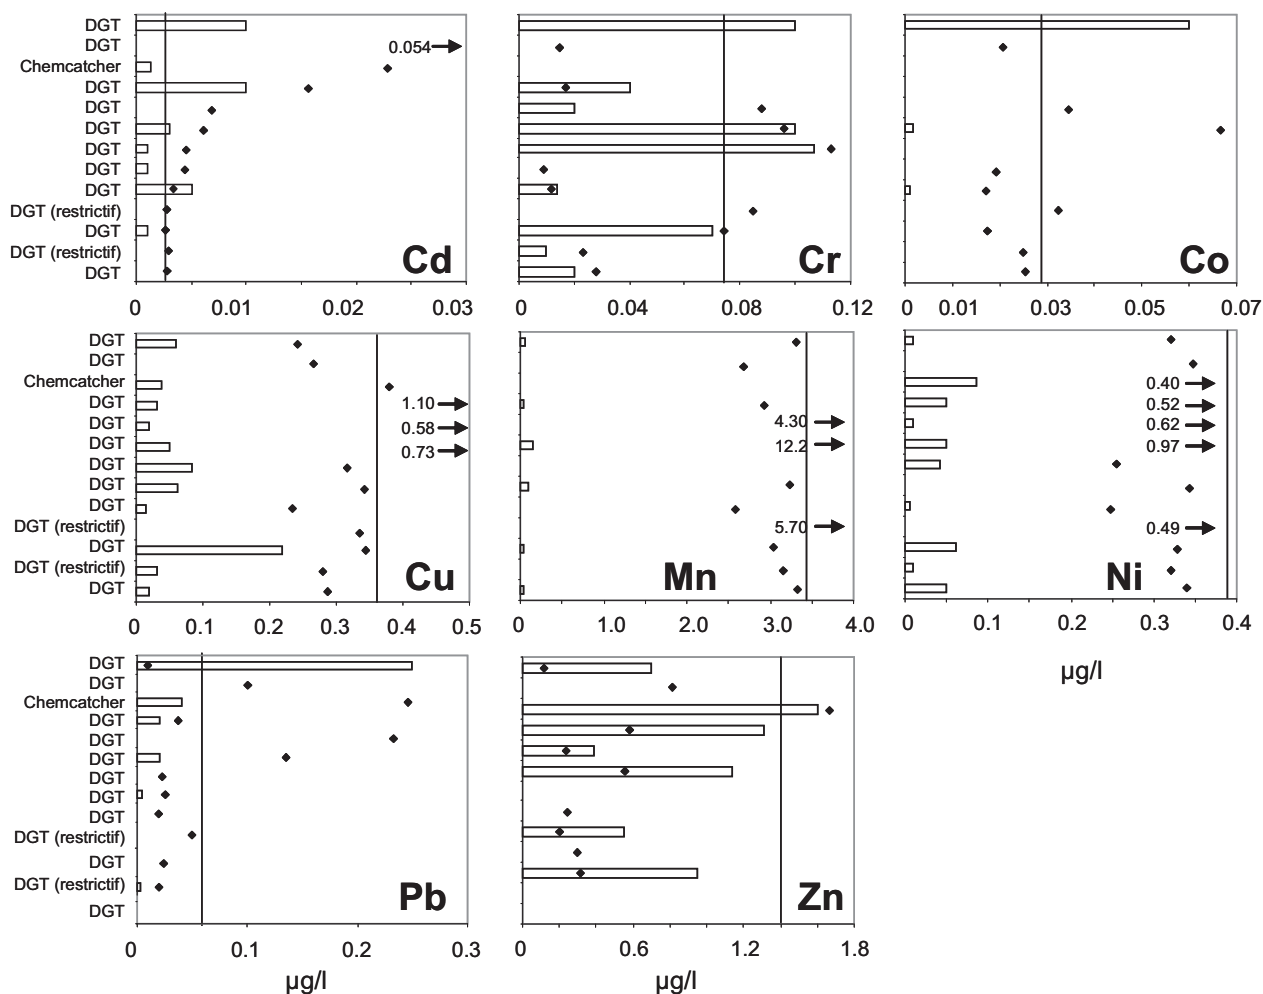 DGT
DGT
0.054
Chemcatcher
DGT
DGT
DGT
DGT
DGT
DGT
DGT (restrictif)
DGT
DGT (restrictif)
DGT
Cd
Cr
Co
0 0.01 0.02 0.03
0 0.04 0.08 0.12
0 0.01 0.03 0.05 0.07
DGT
DGT
Chemcatcher
DGT
DGT
DGT
DGT
DGT
DGT
DGT (restrictif)
DGT
DGT (restrictif)
DGT
1.10
0.58
0.73
Cu
4.30
12.2
5.70
Mn
0.40
0.52
0.62
0.97
0.49
Ni
0 0.1 0.2 0.3 0.4 0.5
0 1.0 2.0 3.0 4.0
0 0.1 0.2 0.3 0.4
µg/l
DGT
DGT
Chemcatcher
DGT
DGT
DGT
DGT
DGT
DGT
DGT (restrictif)
DGT
DGT (restrictif)
DGT
Pb
Zn
0 0.1 0.2 0.3
0 0.6 1.2 1.8
µg/l
µg/l